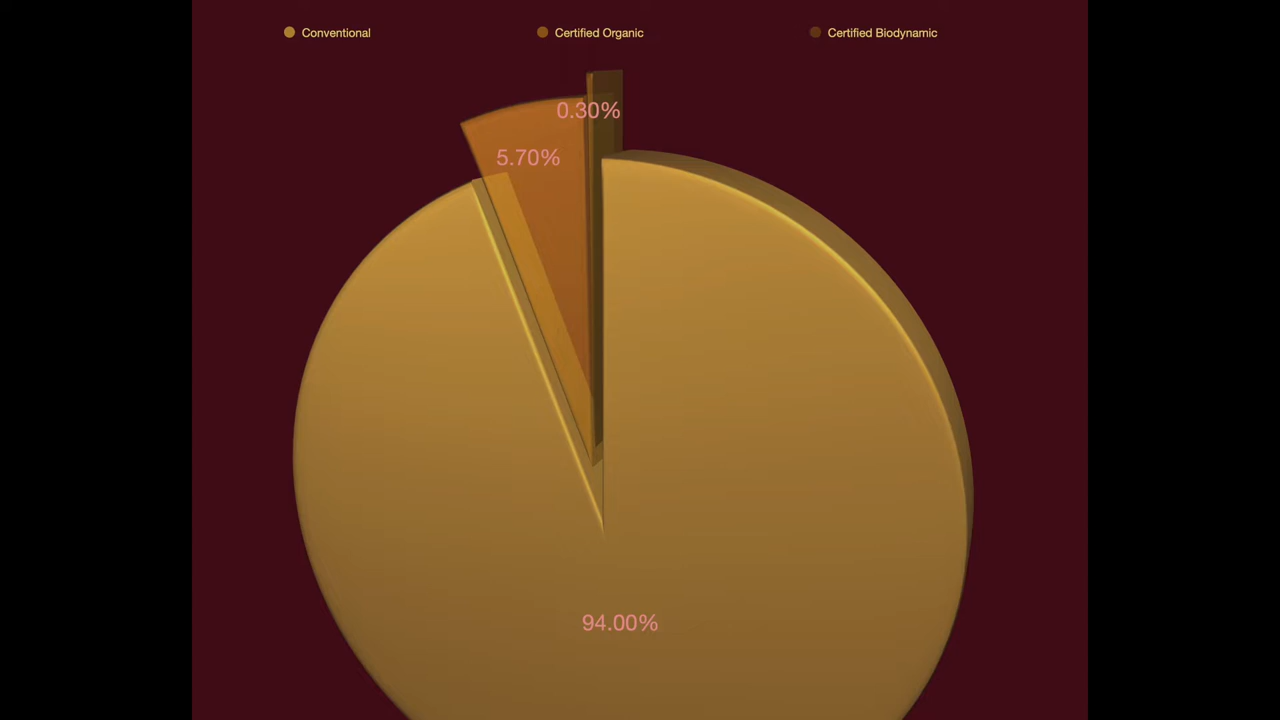 Conventional
Certified Organic
Certified Biodynamic
0.30%
5.70%
94.00%